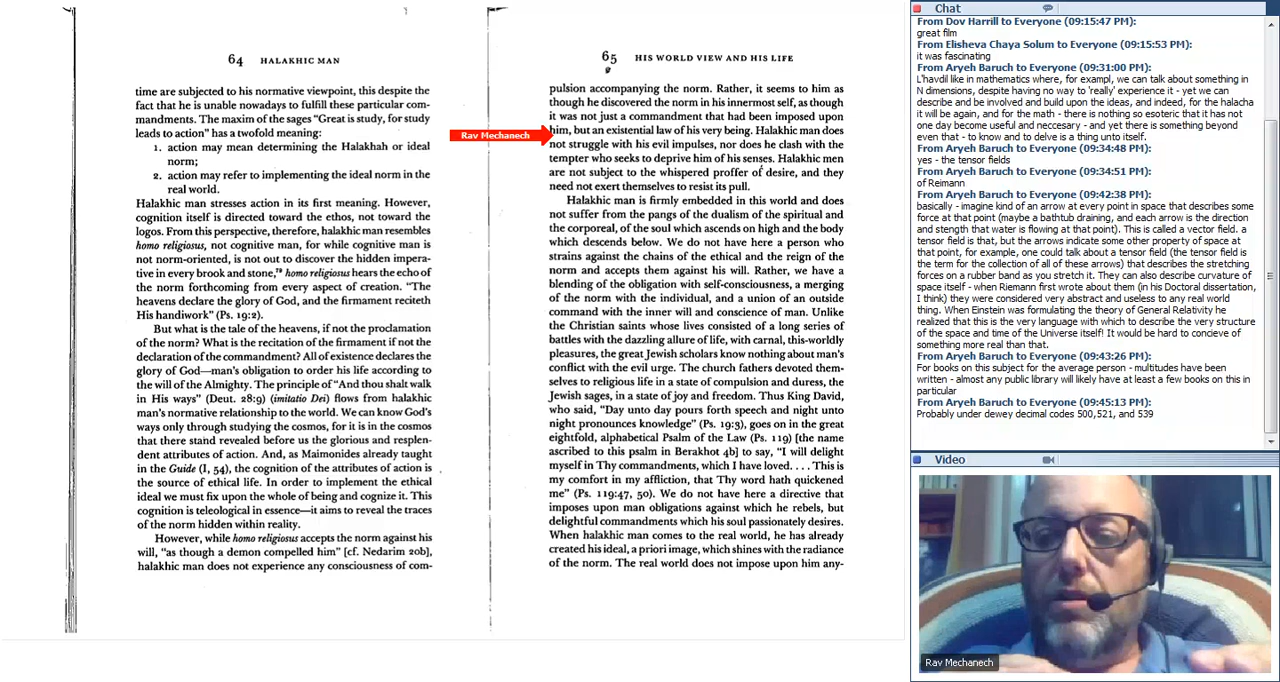 64 HALAKHIC MAN
time are subjected to his normative viewpoint, this despite the
fact that he is unable nowadays to fulfill these particular com-
mandments. The maxim of the sages "Great is study, for study
leads to action" has a twofold meaning:
1. action may mean determining the Halakhah or ideal
norm;
2. action may refer to implementing the ideal norm in the
real world.
Halakhic man stresses action in its first meaning. However,
cognition itself is directed toward the ethos, not toward the
logos. From this perspective, therefore, halakhic man resembles
homo religiosus, not cognitive man, for while cognitive man is
not norm-oriented, is not out to discover the hidden impera-
tive in every brook and stone,⁷⁹ homo religiosus hears the echo of
the norm forthcoming from every aspect of creation. "The
heavens declare the glory of God, and the firmament reciteth
His handiwork" (Ps. 19:2).
But what is the tale of the heavens, if not the proclamation
of the norm? What is the recitation of the firmament if not the
declaration of the commandment? All of existence declares the
glory of God—man's obligation to order his life according to
the will of the Almighty. The principle of "And thou shalt walk
in His ways" (Deut. 28:9) (imitatio Dei) flows from halakhic
man's normative relationship to the world. We can know God's
ways only through studying the cosmos, for it is in the cosmos
that there stand revealed before us the glorious and resplen-
dent attributes of action. And, as Maimonides already taught
in the Guide (I, 54), the cognition of the attributes of action is
the source of ethical life. In order to implement the ethical
ideal we must fix upon the whole of being and cognize it. This
cognition is teleological in essence—it aims to reveal the traces
of the norm hidden within reality.
However, while homo religiosus accepts the norm against his
will, "as though a demon compelled him" [cf. Nedarim 20b],
halakhic man does not experience any consciousness of com-
65 HIS WORLD VIEW AND HIS LIFE
pulsion accompanying the norm. Rather, it seems to him as
though he discovered the norm in his innermost self, as though
it was not just a commandment that had been imposed upon
Rav Mechanech
him, but an existential law of his very being. Halakhic man does
not struggle with his evil impulses, nor does he clash with the
tempter who seeks to deprive him of his senses. Halakhic men
are not subject to the whispered proffer of desire, and they
need not exert themselves to resist its pull.
Halakhic man is firmly embedded in this world and does
not suffer from the pangs of the dualism of the spiritual and
the corporeal, of the soul which ascends on high and the body
which descends below. We do not have here a person who
strains against the chains of the ethical and the reign of the
norm and accepts them against his will. Rather, we have a
blending of the obligation with self-consciousness, a merging
of the norm with the individual, and a union of an outside
command with the inner will and conscience of man. Unlike
the Christian saints whose lives consisted of a long series of
battles with the dazzling allure of life, with carnal, this-worldly
pleasures, the great Jewish scholars know nothing about man's
conflict with the evil urge. The church fathers devoted them-
selves to religious life in a state of compulsion and duress, the
Jewish sages, in a state of joy and freedom. Thus King David,
who said, "Day unto day pours forth speech and night unto
night pronounces knowledge" (Ps. 19:3), goes on in the great
eightfold, alphabetical Psalm of the Law (Ps. 119) [the name
ascribed to this psalm in Berakhot 4b] to say, "I will delight
myself in Thy commandments, which I have loved. . . . This is
my comfort in my affliction, that Thy word hath quickened
me" (Ps. 119:47, 50). We do not have here a directive that
imposes upon man obligations against which he rebels, but
delightful commandments which his soul passionately desires.
When halakhic man comes to the real world, he has already
created his ideal, a priori image, which shines with the radiance
of the norm. The real world does not impose upon him any-
Chat
From Dov Harrill to Everyone (09:15:47 PM):
great film
From Elisheva Chaya Solum to Everyone (09:15:53 PM):
it was fascinating
From Aryeh Baruch to Everyone (09:31:00 PM):
L'havdil like in mathematics where, for exampl, we can talk about something in
N dimensions, despite having no way to 'really' experience it - yet we can
describe and be involved and build upon the ideas, and indeed, for the halacha
it will be again, and for the math - there is nothing so esoteric that it has not
one day become useful and neccesary - and yet there is something beyond
even that - to know and to delve is a thing unto itself.
From Aryeh Baruch to Everyone (09:34:48 PM):
yes - the tensor fields
From Aryeh Baruch to Everyone (09:34:51 PM):
of Reimann
From Aryeh Baruch to Everyone (09:42:38 PM):
basically - imagine kind of an arrow at every point in space that describes some
force at that point (maybe a bathtub draining, and each arrow is the direction
and stength that water is flowing at that point). This is called a vector field. a
tensor field is that, but the arrows indicate some other property of space at
that point, for example, one could talk about a tensor field (the tensor field is
the term for the collection of all of these arrows) that describes the stretching
forces on a rubber band as you stretch it. They can also describe curvature of
space itself - when Riemann first wrote about them (in his Doctoral dissertation,
I think) they were considered very abstract and useless to any real world
thing. When Einstein was formulating the theory of General Relativity he
realized that this is the very language with which to describe the very structure
of the space and time of the Universe itself! It would be hard to concieve of
something more real than that.
From Aryeh Baruch to Everyone (09:43:26 PM):
For books on this subject for the average person - multitudes have been
written - almost any public library will likely have at least a few books on this in
particular
From Aryeh Baruch to Everyone (09:45:13 PM):
Probably under dewey decimal codes 500,521, and 539
Video
Rav Mechanech